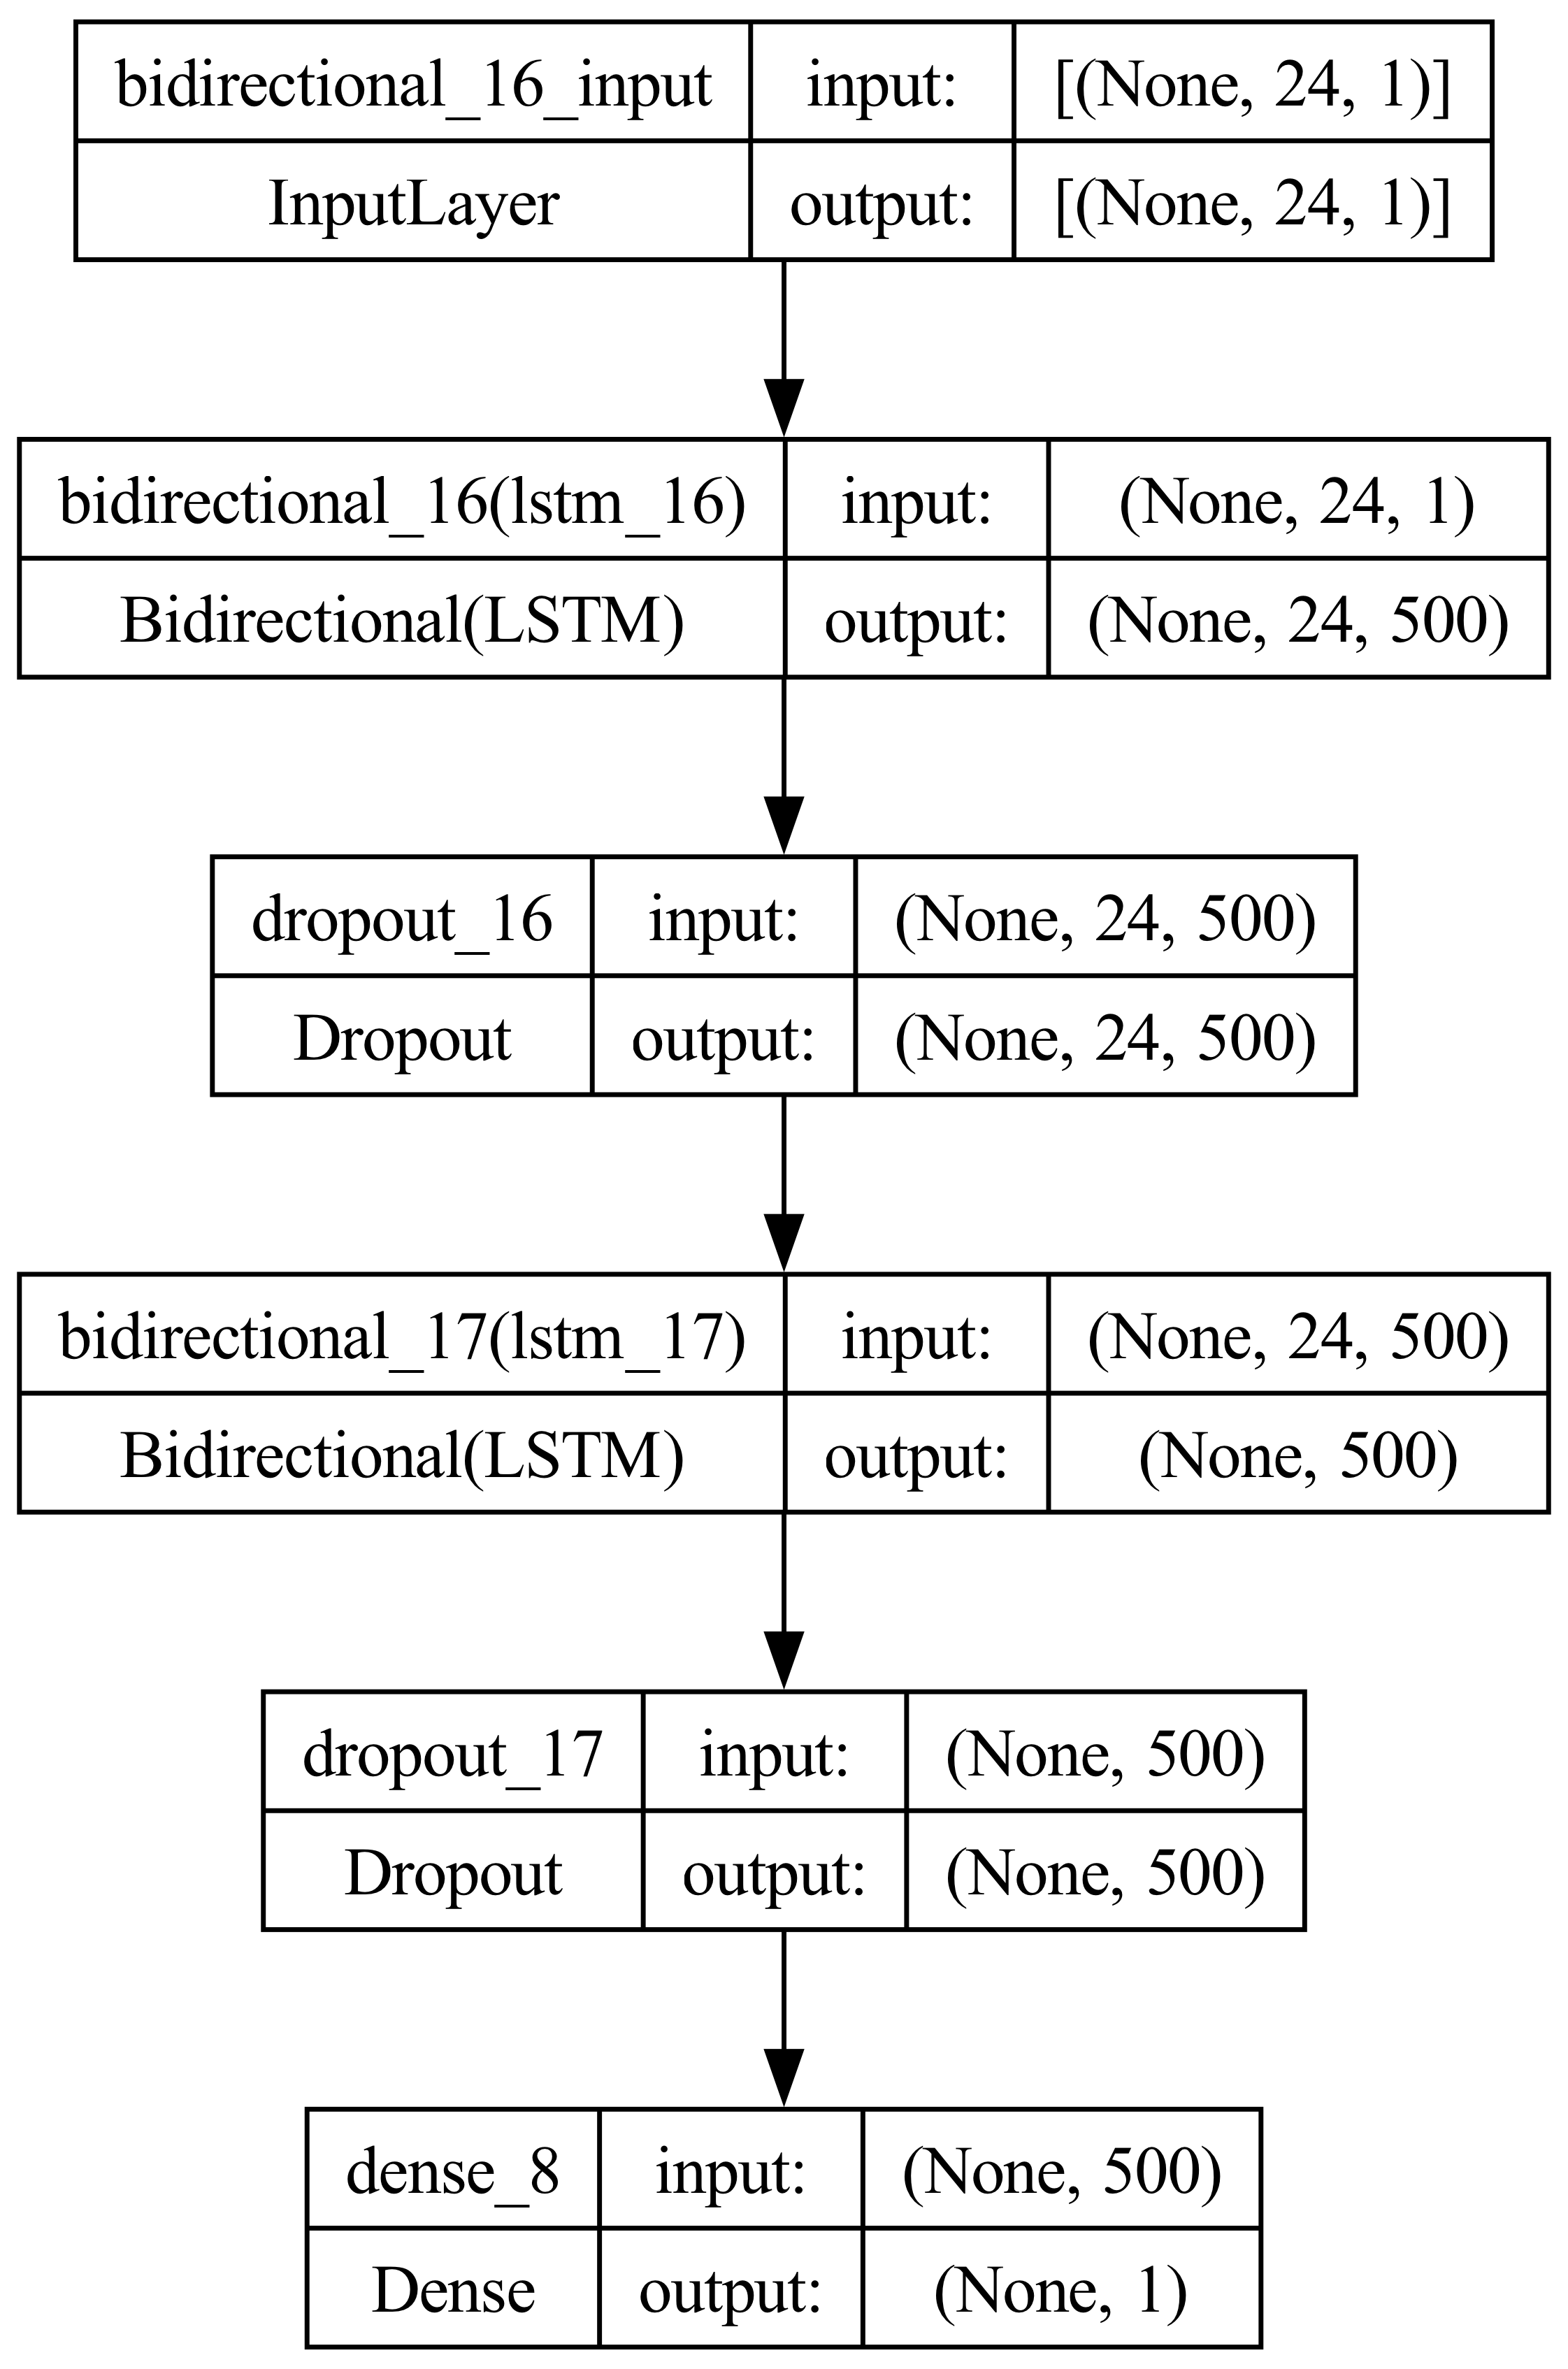 bidirectional_16_input input: [(None, 24, 1)]
InputLayer output: [(None, 24, 1)]
bidirectional_16(lstm_16) input: (None, 24, 1)
Bidirectional(LSTM) output: (None, 24, 500)
dropout_16 input: (None, 24, 500)
Dropout output: (None, 24, 500)
bidirectional_17(lstm_17) input: (None, 24, 500)
Bidirectional(LSTM) output: (None, 500)
dropout_17 input: (None, 500)
Dropout output: (None, 500)
dense_8 input: (None, 500)
Dense output: (None, 1)